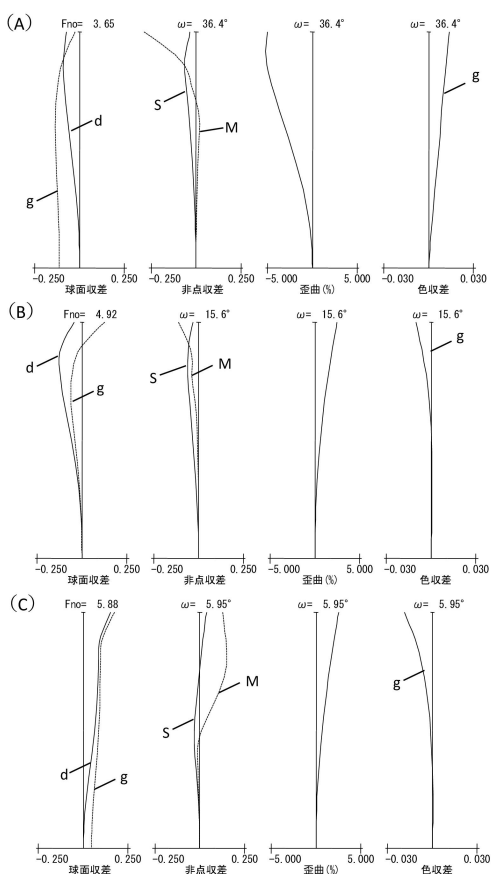 (A)
Fno= 3.65
ω= 36.4°
ω= 36.4°
ω= 36.4°
S
g
d
M
g
-0.250 0.250
球面収差
-0.250 0.250
非点収差
-5.000 5.000
歪曲(%)
-0.030 0.030
色収差
(B)
Fno= 4.92
ω= 15.6°
ω= 15.6°
ω= 15.6°
d
g
S
M
g
-0.250 0.250
球面収差
-0.250 0.250
非点収差
-5.000 5.000
歪曲(%)
-0.030 0.030
色収差
(C)
Fno= 5.88
ω= 5.95°
ω= 5.95°
ω= 5.95°
M
g
S
d
g
-0.250 0.250
球面収差
-0.250 0.250
非点収差
-5.000 5.000
歪曲(%)
-0.030 0.030
色収差